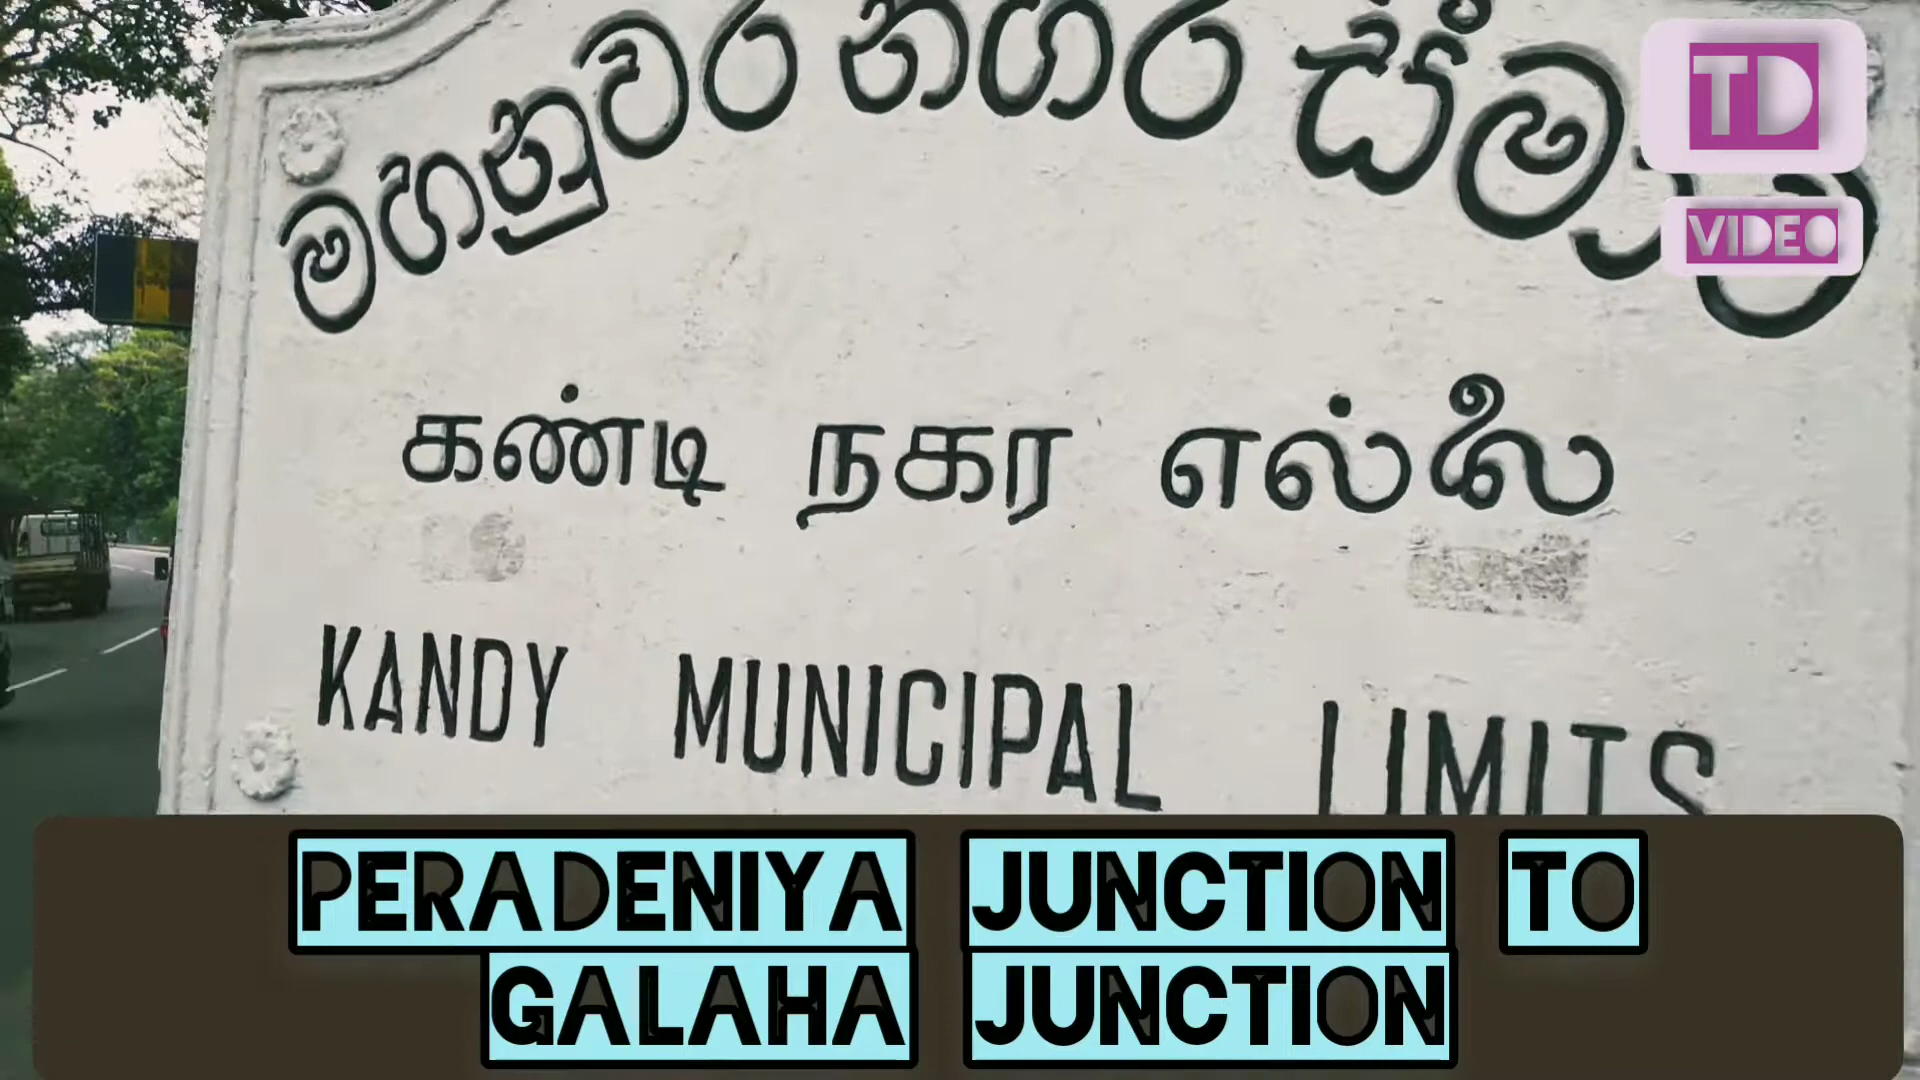 මහනුවර නගර සීමාව
TD
VIDEO
கண்டி நகர எல்லை
KANDY MUNICIPAL LIMITS
PERADENIYA JUNCTION TO
GALAHA JUNCTION